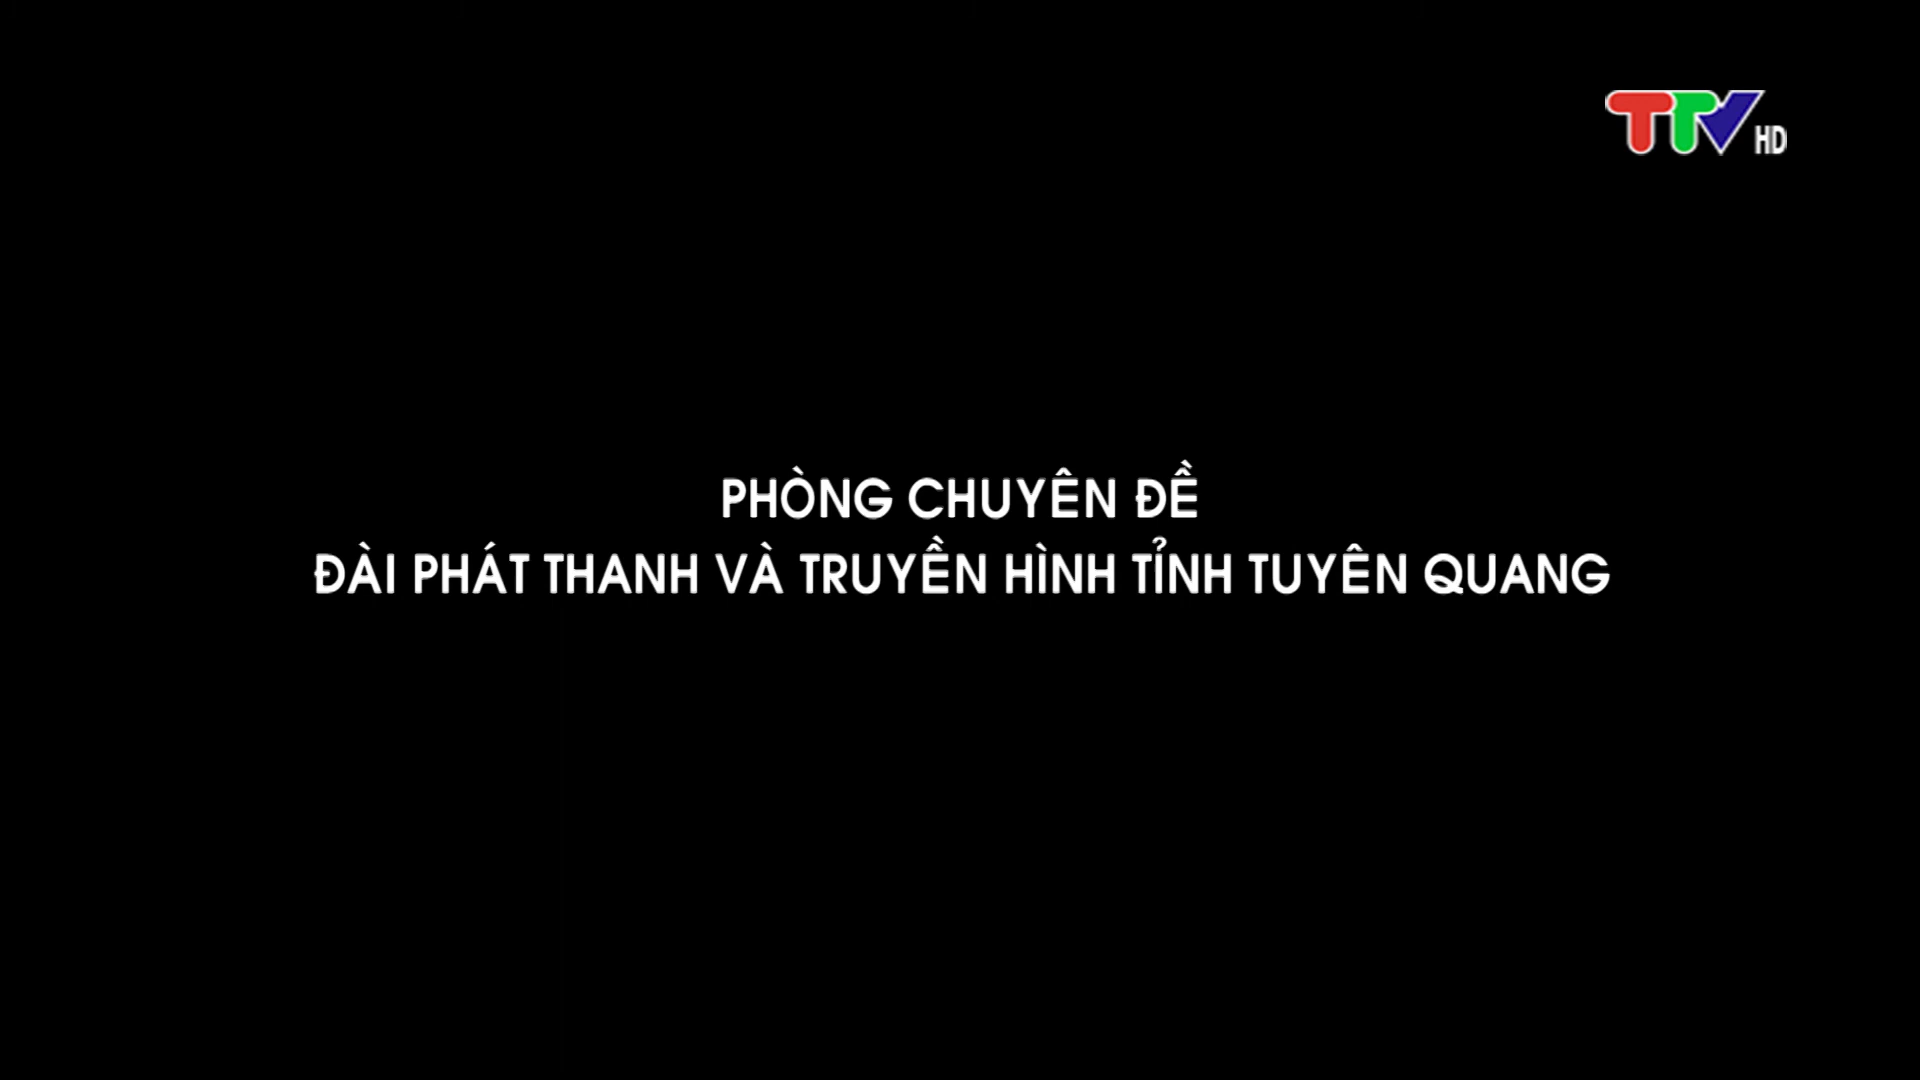 TTV HD
PHÒNG CHUYÊN ĐỀ
ĐÀI PHÁT THANH VÀ TRUYỀN HÌNH TỈNH TUYÊN QUANG